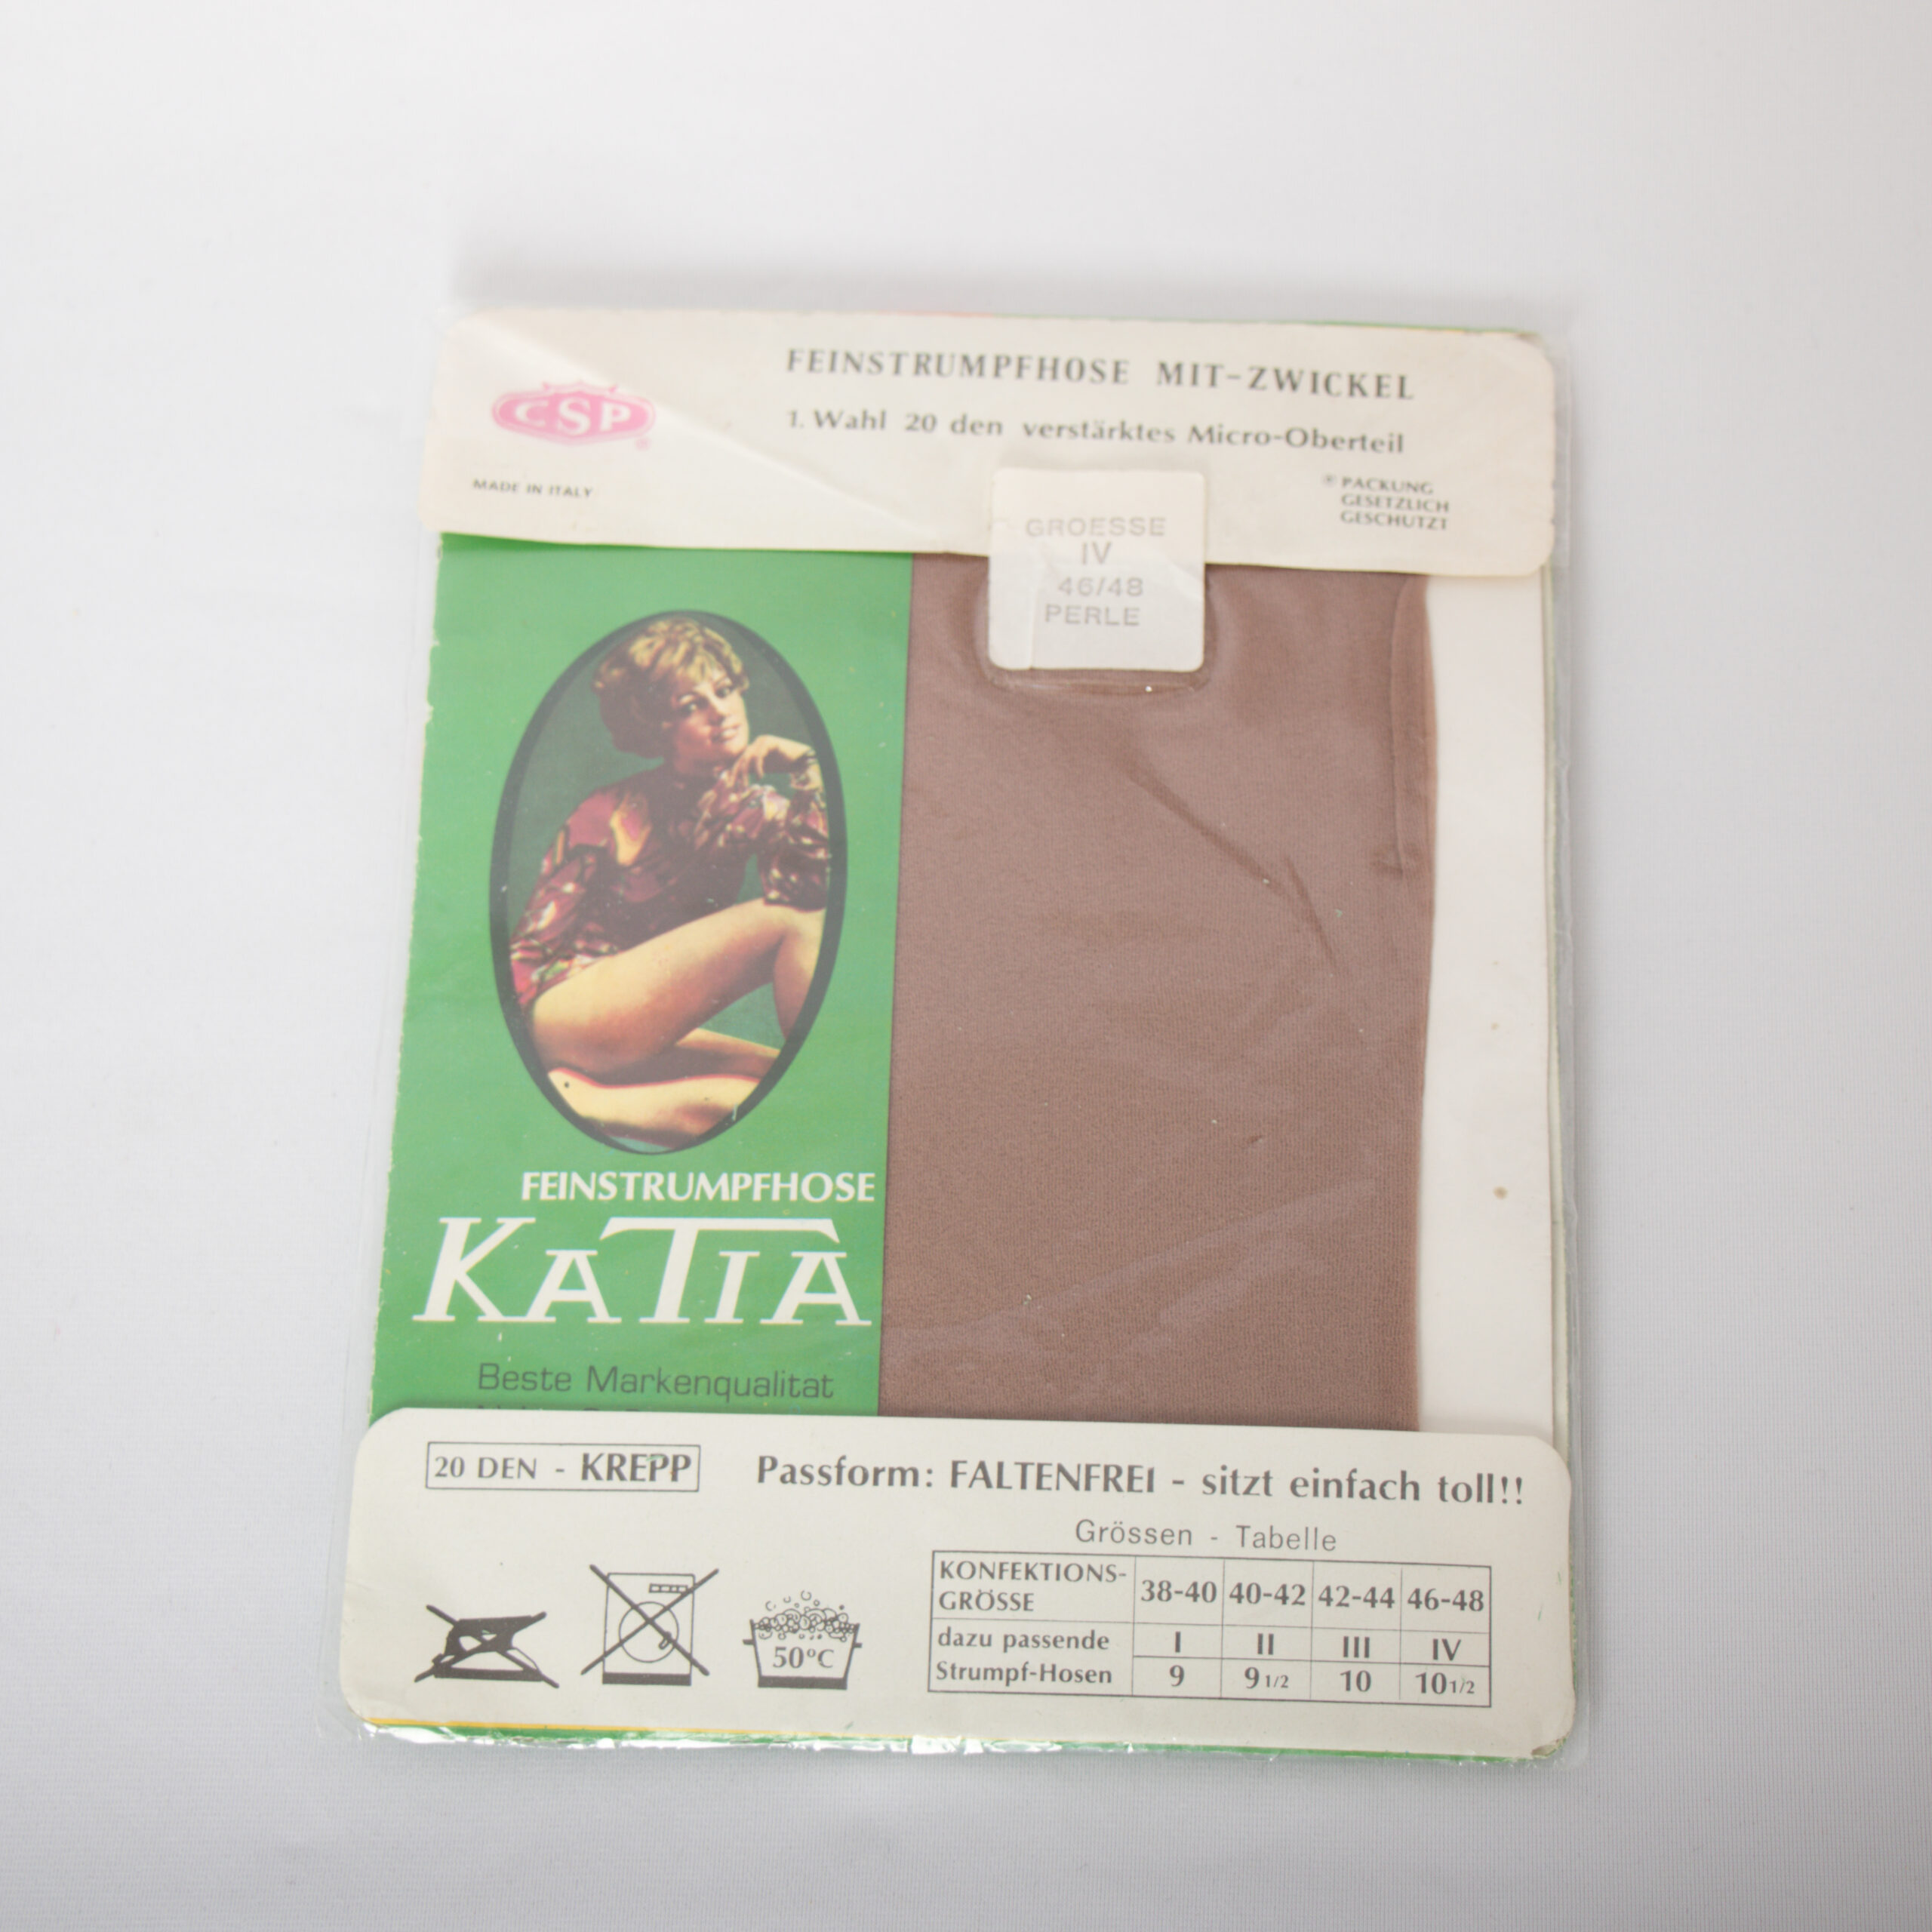 FEINSTRUMPFHOSE MIT-ZWICKEL
1. Wahl 20 den verstärktes Micro-Oberteil
CSP®
MADE IN ITALY
® PACKUNG
GESETZLICH
GESCHUTZT
GROESSE
IV
46/48
PERLE
FEINSTRUMPFHOSE
KATIA
Beste Markenqualitat
20 DEN - KREPP
Passform: FALTENFREI - sitzt einfach toll!!
Grössen - Tabelle
KONFEKTIONS-
GRÖSSE 38-40 40-42 42-44 46-48
dazu passende I II III IV
Strumpf-Hosen 9 9 1/2 10 10 1/2
50°C